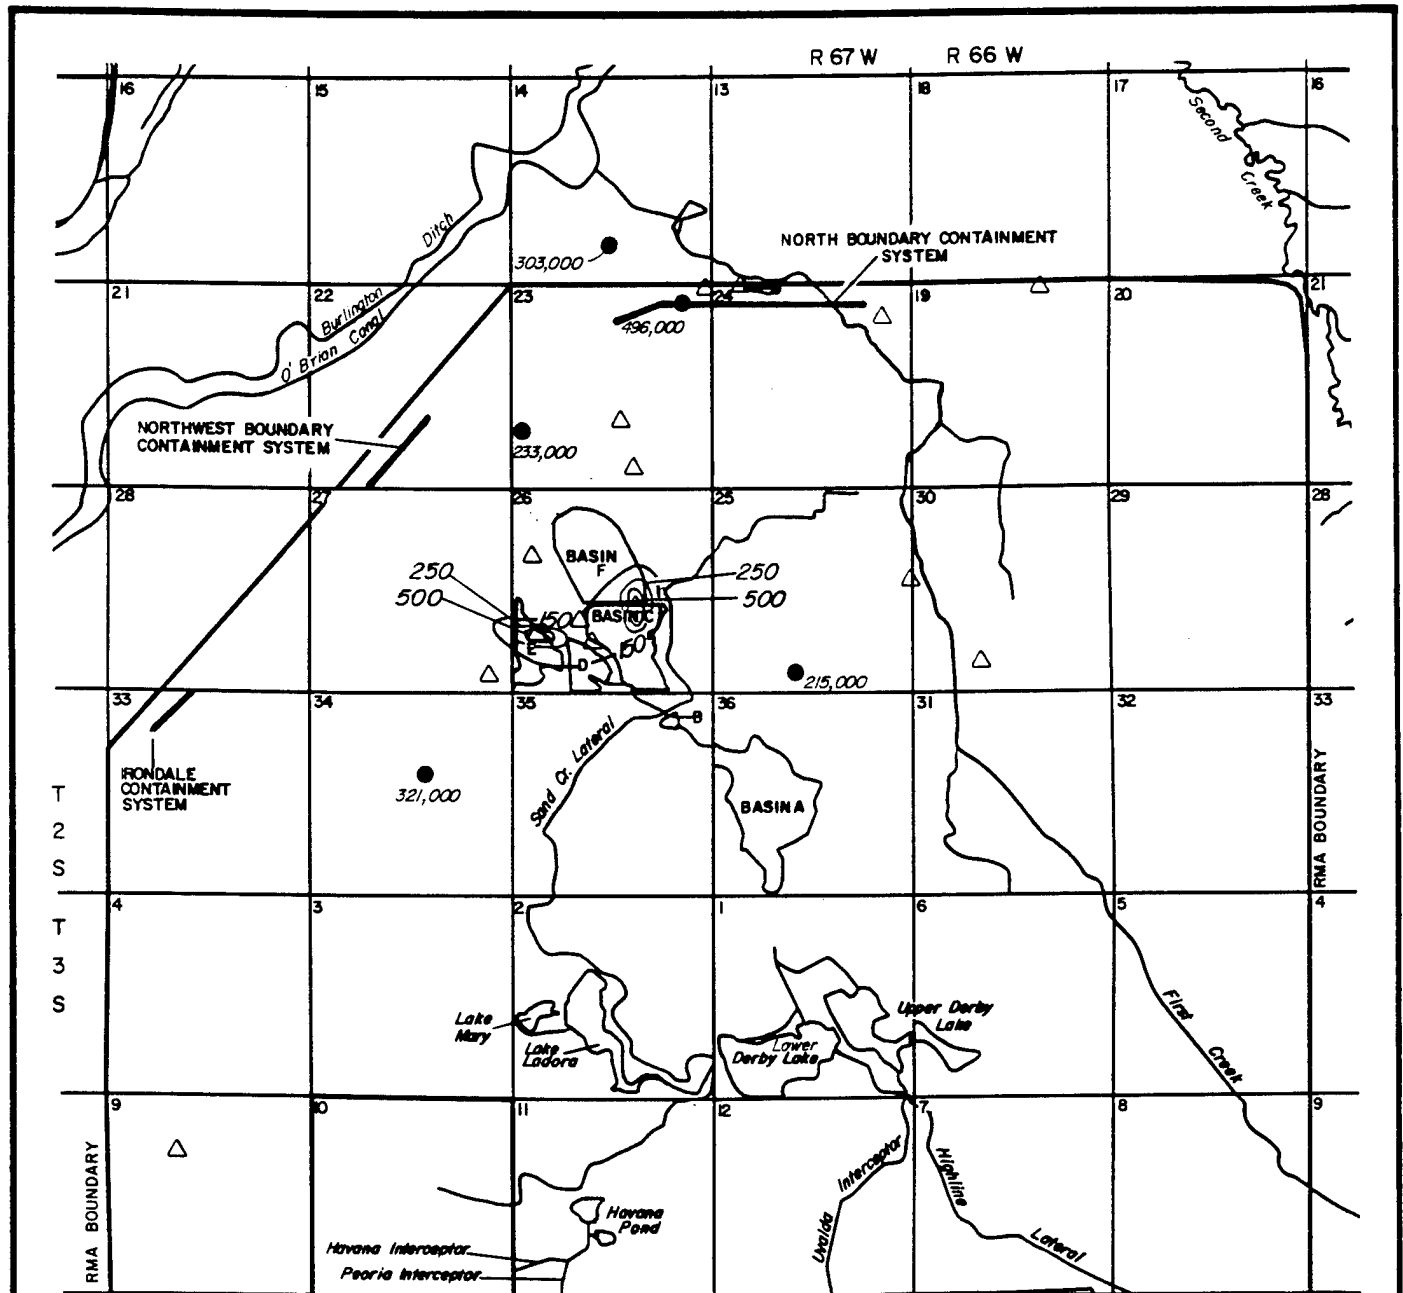 R 67 W R 66 W
16 15 14 13 18 17 16
Second
Creek
Ditch
NORTH BOUNDARY CONTAINMENT
SYSTEM
303,000
21 22 23 24 19 20 21
Burlington
O' Brian Canal
496,000
NORTHWEST BOUNDARY
CONTAINMENT SYSTEM
233,000
28 27 26 25 30 29 28
BASIN
F
250 250
500 500
150 BASIN C
E D 150
215,000
33 34 35 36 31 32 33
B
Sand Cr. Lateral
IRONDALE
CONTAINMENT
SYSTEM
321,000
BASIN A
RMA BOUNDARY
T
2
S
4 3 2 1 6 5 4
T
3
S
First
Creek
Lake
Mary
Lake
Ladora
Upper Derby
Lake
Lower
Derby Lake
9 10 11 12 7 8 9
RMA BOUNDARY
Interceptor
Uvalda
Highline
Lateral
Havana
Pond
Havana Interceptor
Peoria Interceptor